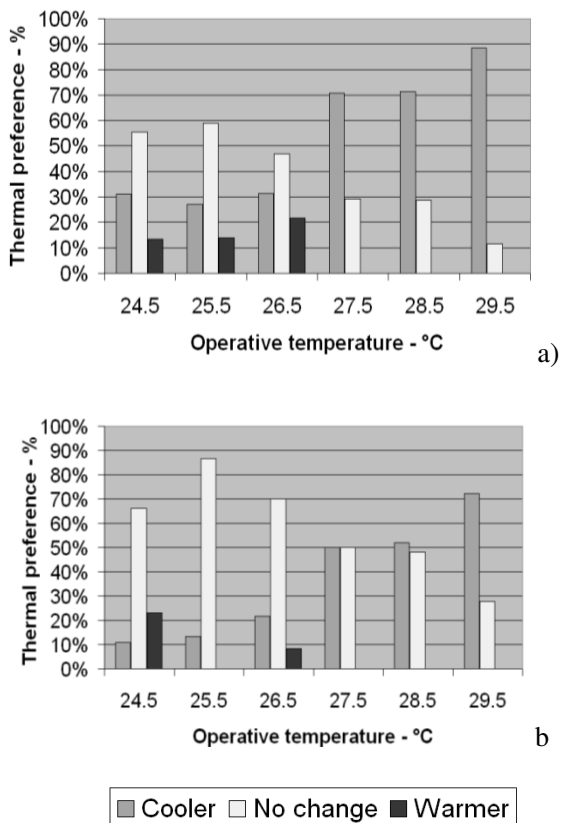 Thermal preference - %
100%
90%
80%
70%
60%
50%
40%
30%
20%
10%
0%
24.5 25.5 26.5 27.5 28.5 29.5
Operative temperature - °C
a)
Thermal preference - %
100%
90%
80%
70%
60%
50%
40%
30%
20%
10%
0%
24.5 25.5 26.5 27.5 28.5 29.5
Operative temperature - °C
b
Cooler No change Warmer